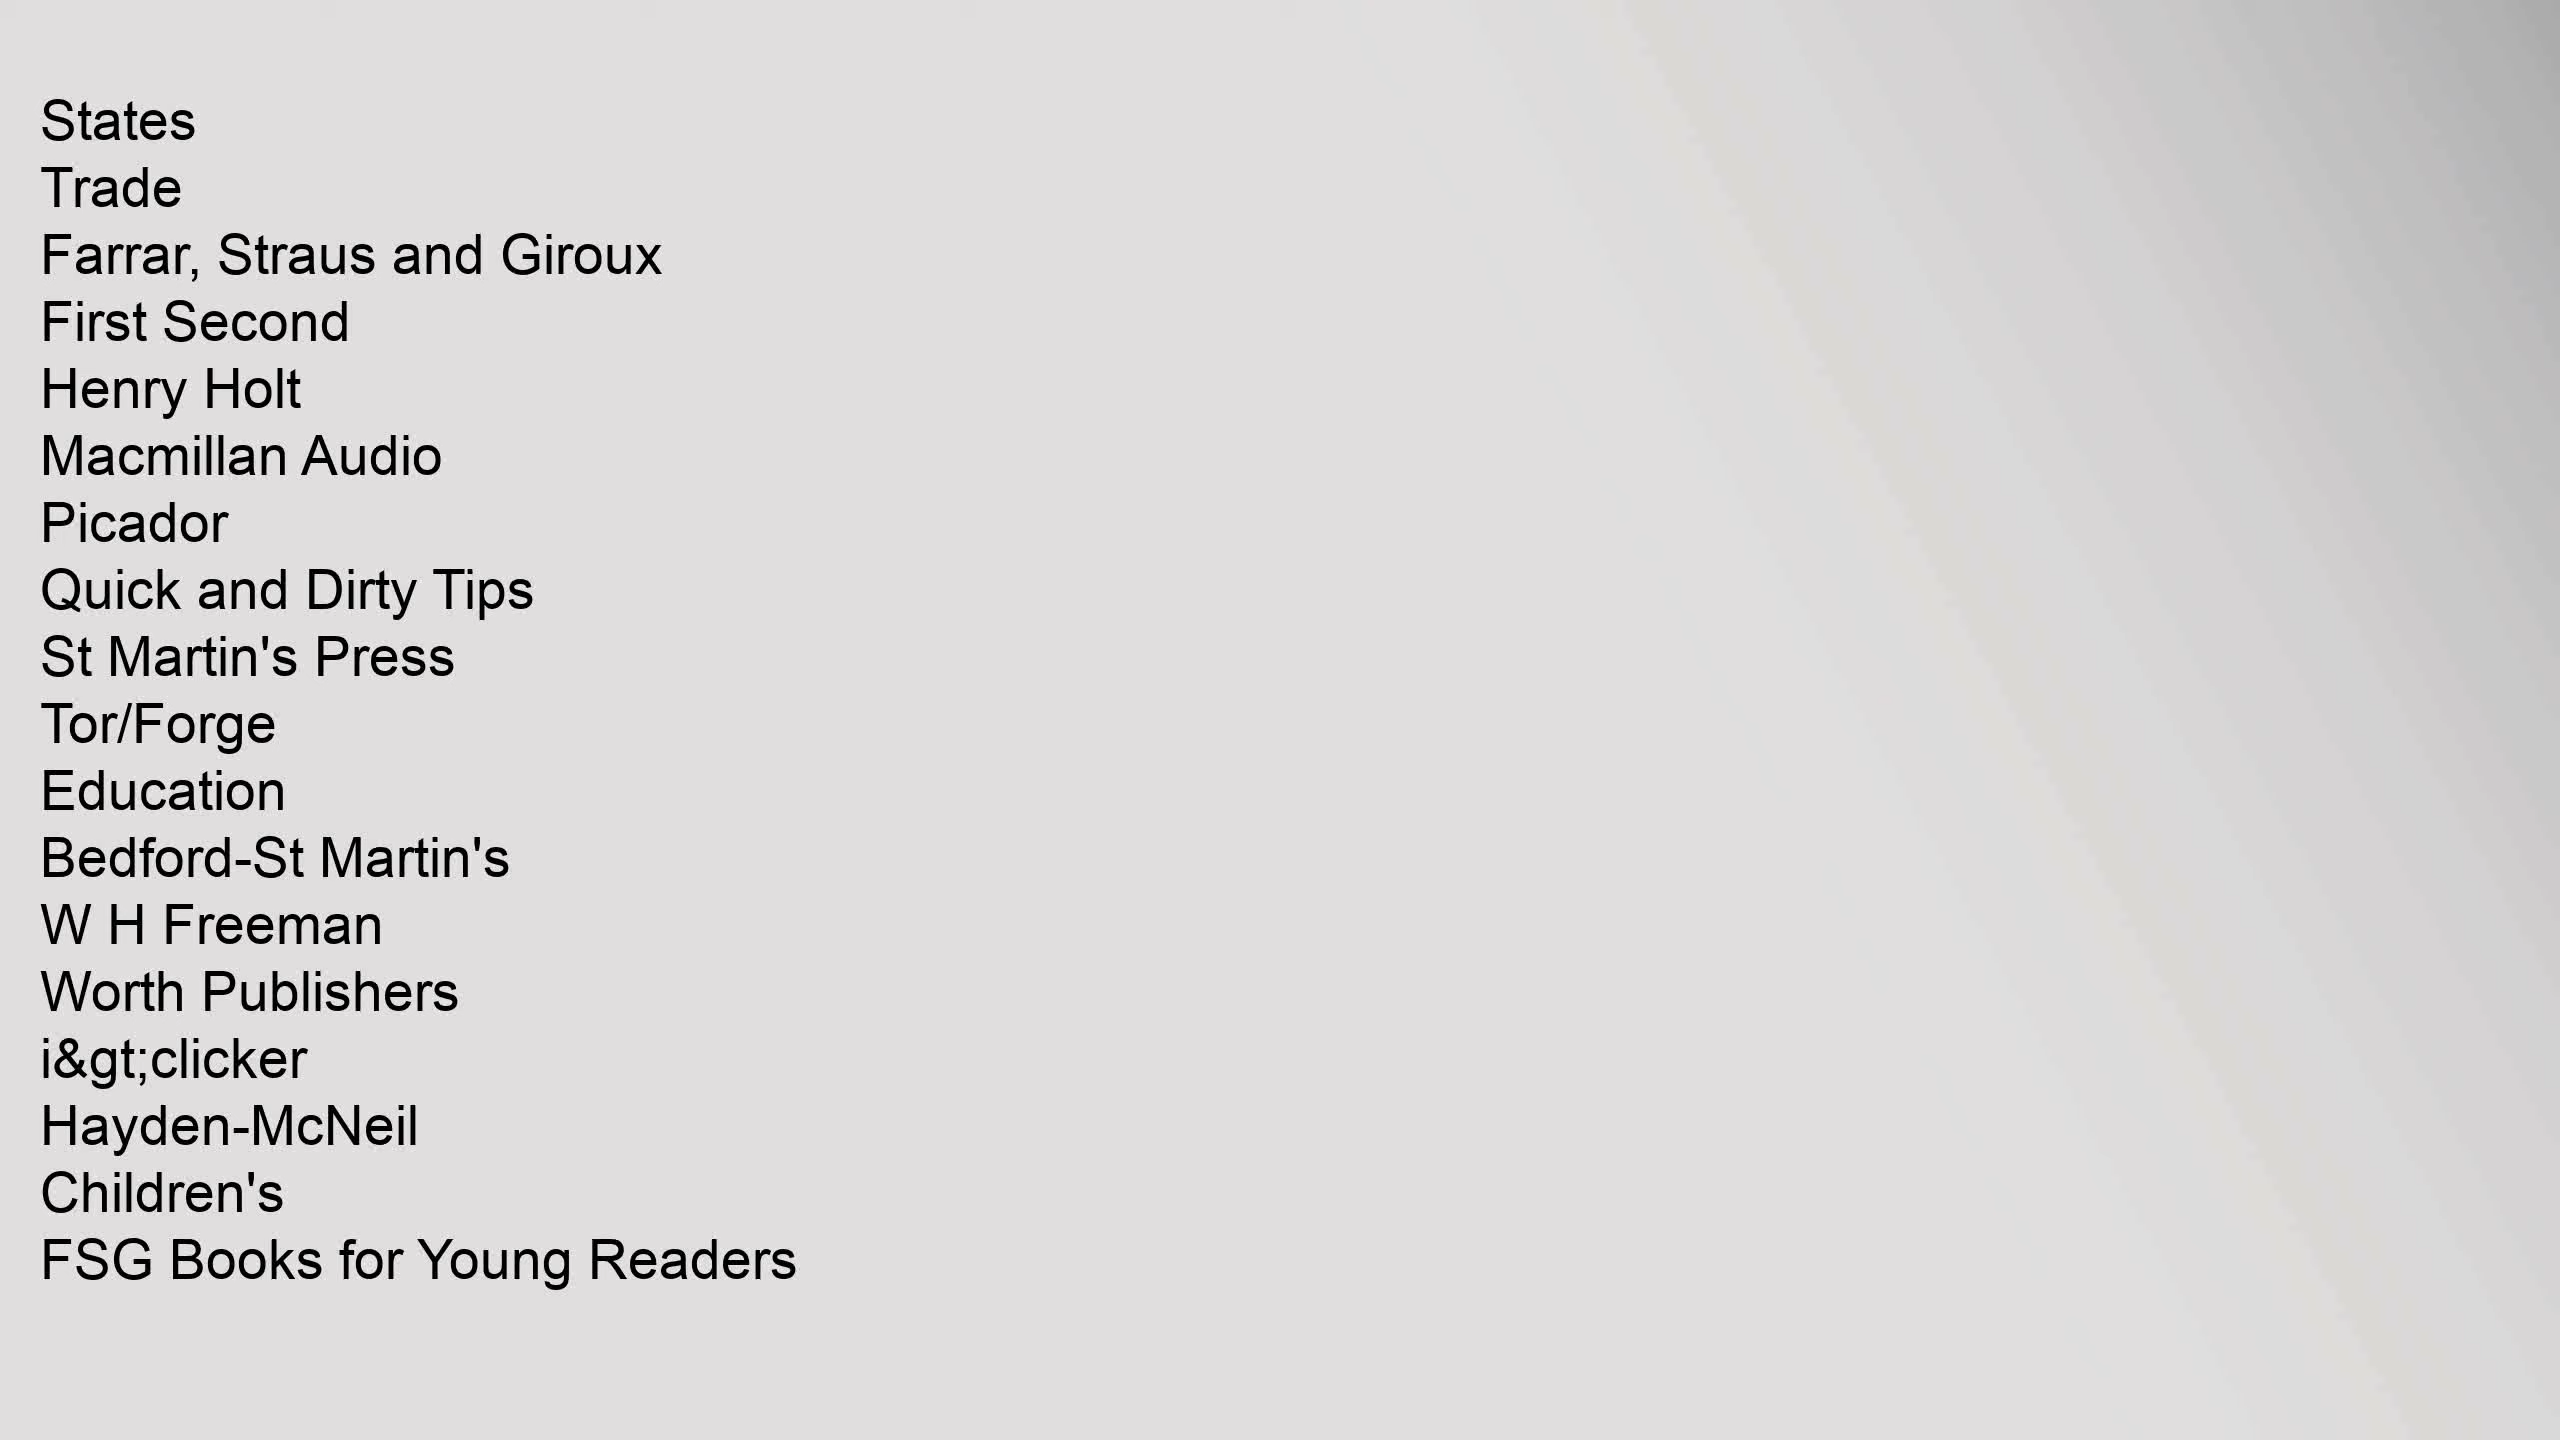 States
Trade
Farrar, Straus and Giroux
First Second
Henry Holt
Macmillan Audio
Picador
Quick and Dirty Tips
St Martin's Press
Tor/Forge
Education
Bedford-St Martin's
W H Freeman
Worth Publishers
i&gt;clicker
Hayden-McNeil
Children's
FSG Books for Young Readers